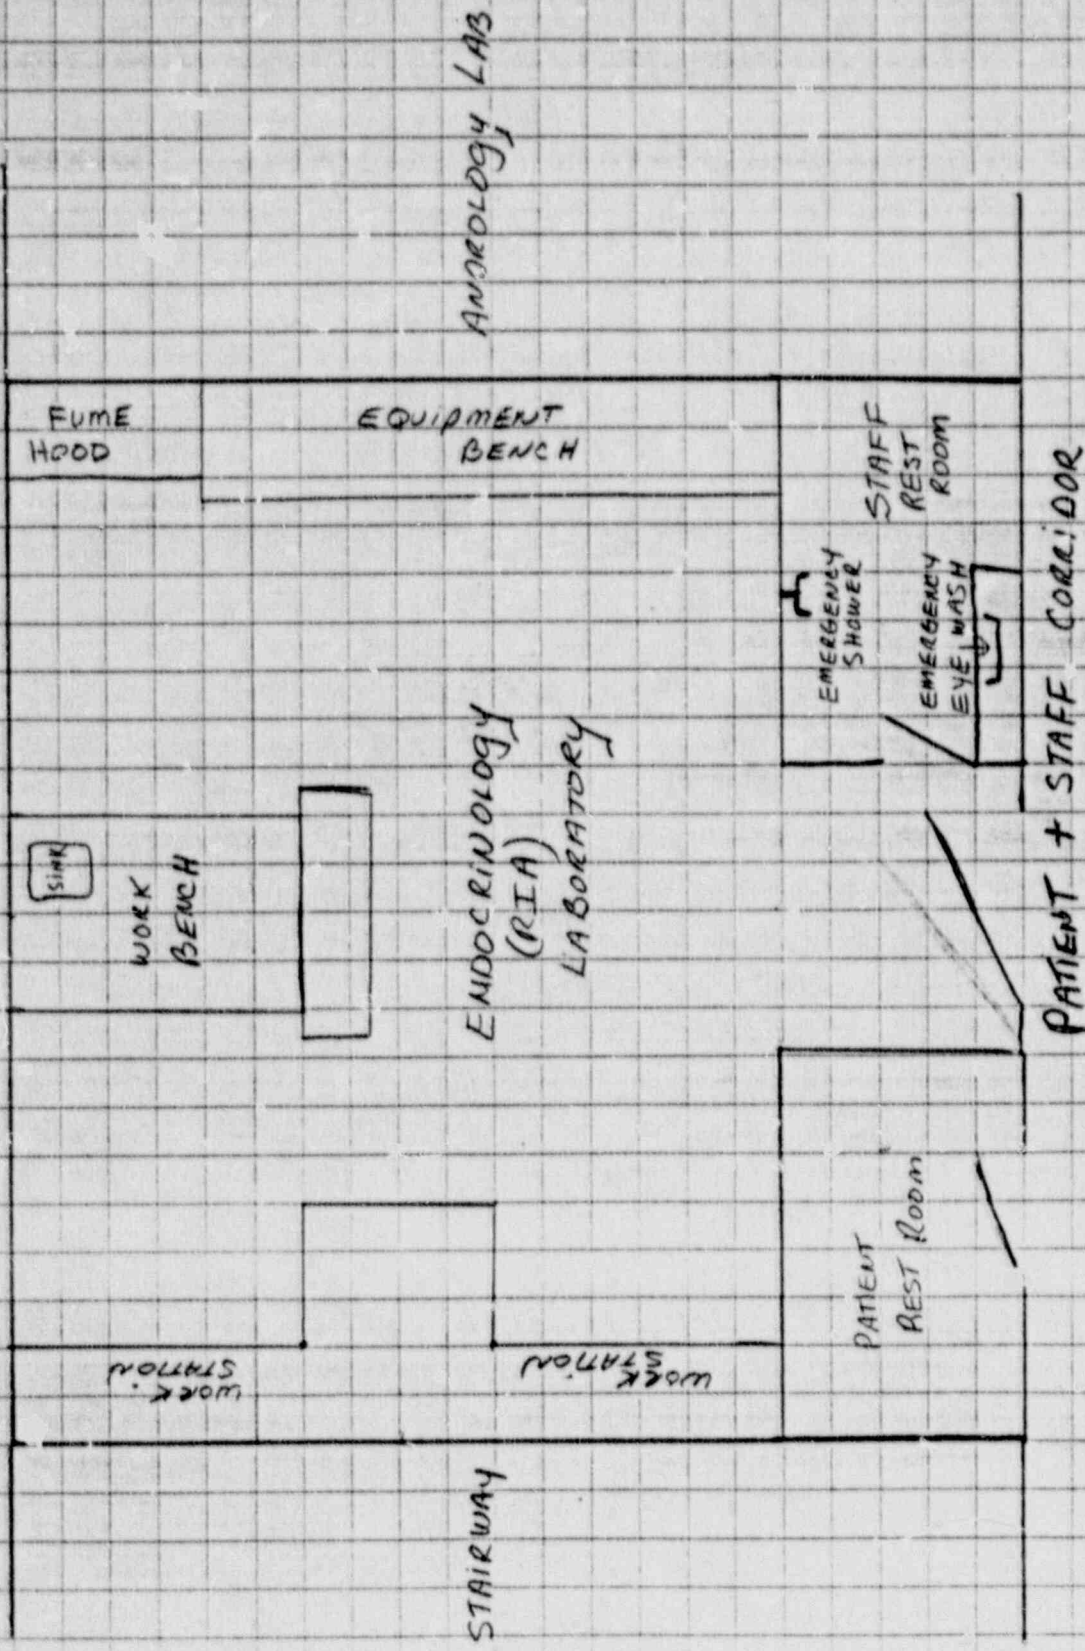 ANDROLOGY LAB
FUME
HOOD
EQUIPMENT
BENCH
STAFF
REST
ROOM
EMERGENCY
SHOWER
EMERGENCY
EYE WASH
SINK
WORK
BENCH
ENDOCRINOLOGY
(RIA)
LABORATORY
PATIENT + STAFF CORRIDOR
WORK
STATION
WORK
STATION
PATIENT
REST ROOM
STAIRWAY